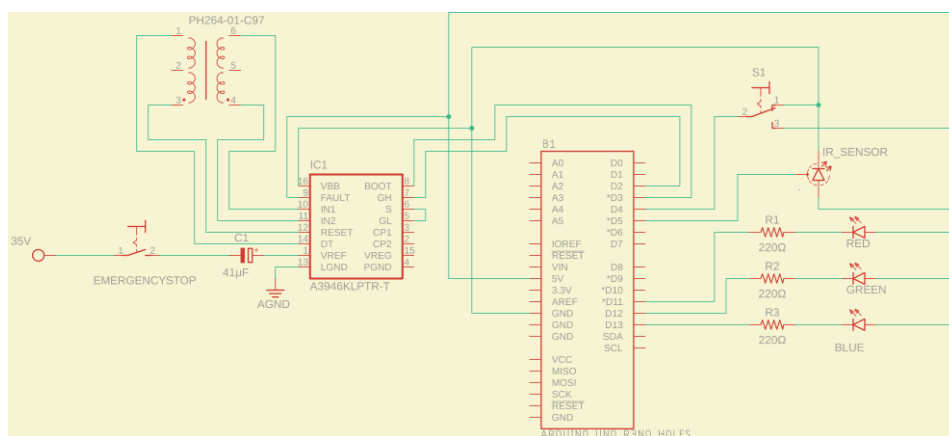 PH264-01-C97
1
6
2
5
3
4
S1
1
2
3
B1
IR_SENSOR
IC1
16 VBB BOOT 8
9 FAULT GH 7
10 IN1 S 6
11 IN2 GL 5
12 RESET CP1 3
14 DT CP2 2
1 VREF VREG 15
13 LGND PGND 4
A3946KLPTR-T
35V
1 2
EMERGENCYSTOP
C1
41µF
AGND
A0 D0
A1 D1
A2 D2
A3 *D3
A4 D4
A5 *D5
*D6
IOREF D7
RESET
VIN D8
5V *D9
3.3V *D10
AREF *D11
GND D12
GND D13
GND SDA
SCL
VCC
MISO
MOSI
SCK
RESET
GND
ARDUINO_UNO_R3NO_HOLES
R1
220Ω
RED
R2
220Ω
GREEN
R3
220Ω
BLUE